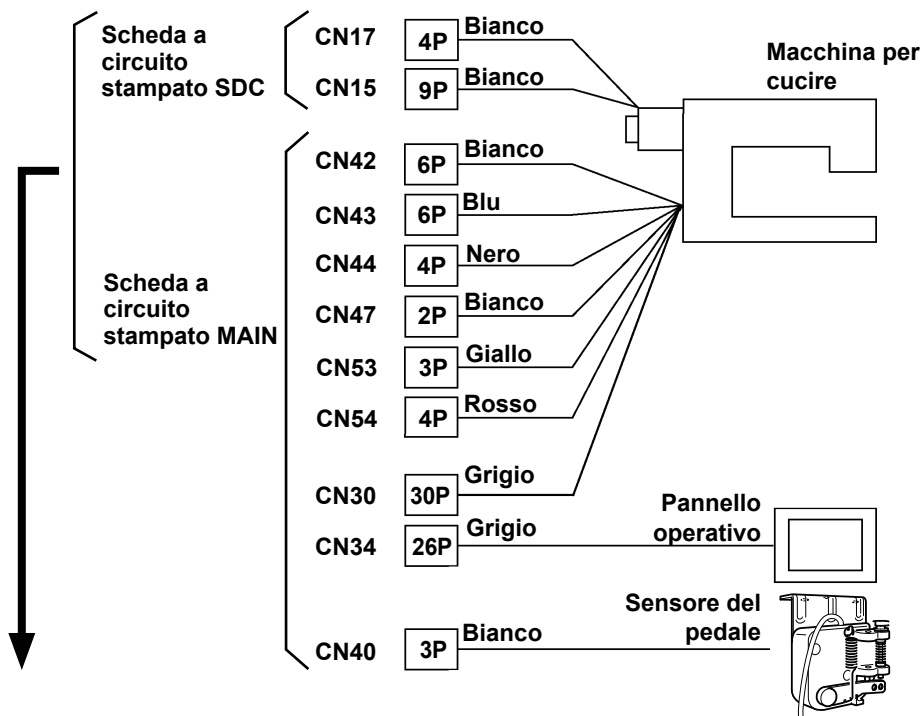 Scheda a
circuito
stampato SDC
CN17 4P Bianco
CN15 9P Bianco
Macchina per
cucire
Scheda a
circuito
stampato MAIN
CN42 6P Bianco
CN43 6P Blu
CN44 4P Nero
CN47 2P Bianco
CN53 3P Giallo
CN54 4P Rosso
CN30 30P Grigio
CN34 26P Grigio
Pannello
operativo
CN40 3P Bianco
Sensore del
pedale